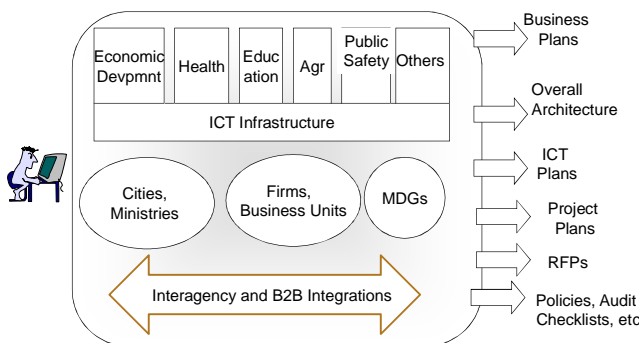 Economic
Devpmnt
Health
Educ
ation
Agr
Public
Safety
Others
ICT Infrastructure
Cities,
Ministries
Firms,
Business Units
MDGs
Interagency and B2B Integrations
Business
Plans
Overall
Architecture
ICT
Plans
Project
Plans
RFPs
Policies, Audit
Checklists, etc